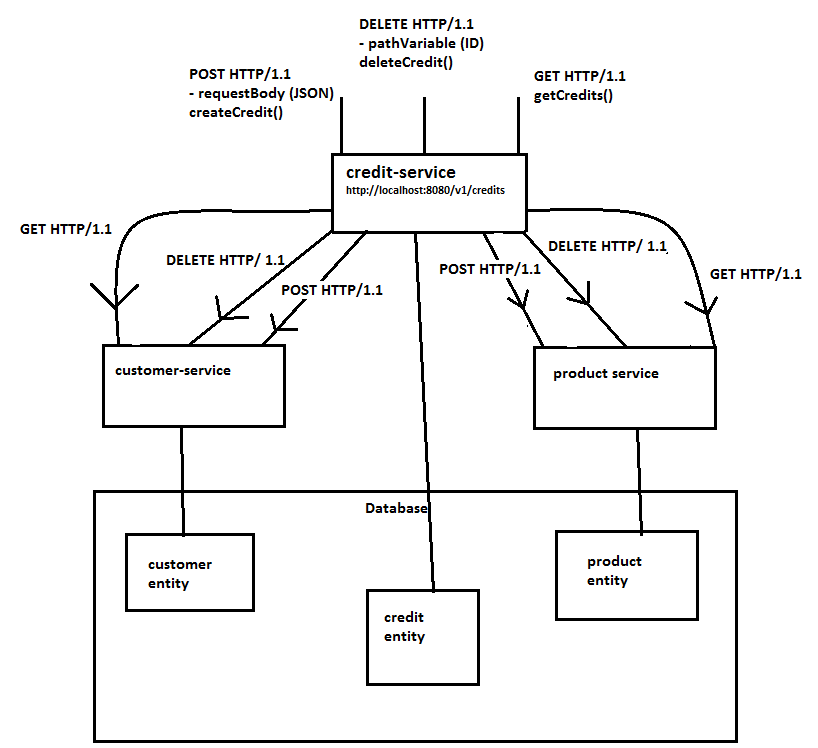 DELETE HTTP/1.1
- pathVariable (ID)
deleteCredit()
POST HTTP/1.1
- requestBody (JSON)
createCredit()
GET HTTP/1.1
getCredits()
credit-service
http://localhost:8080/v1/credits
GET HTTP/1.1
DELETE HTTP/ 1.1
POST HTTP/1.1
POST HTTP/1.1
DELETE HTTP/ 1.1
GET HTTP/1.1
customer-service
product service
Database
customer
entity
credit
entity
product
entity